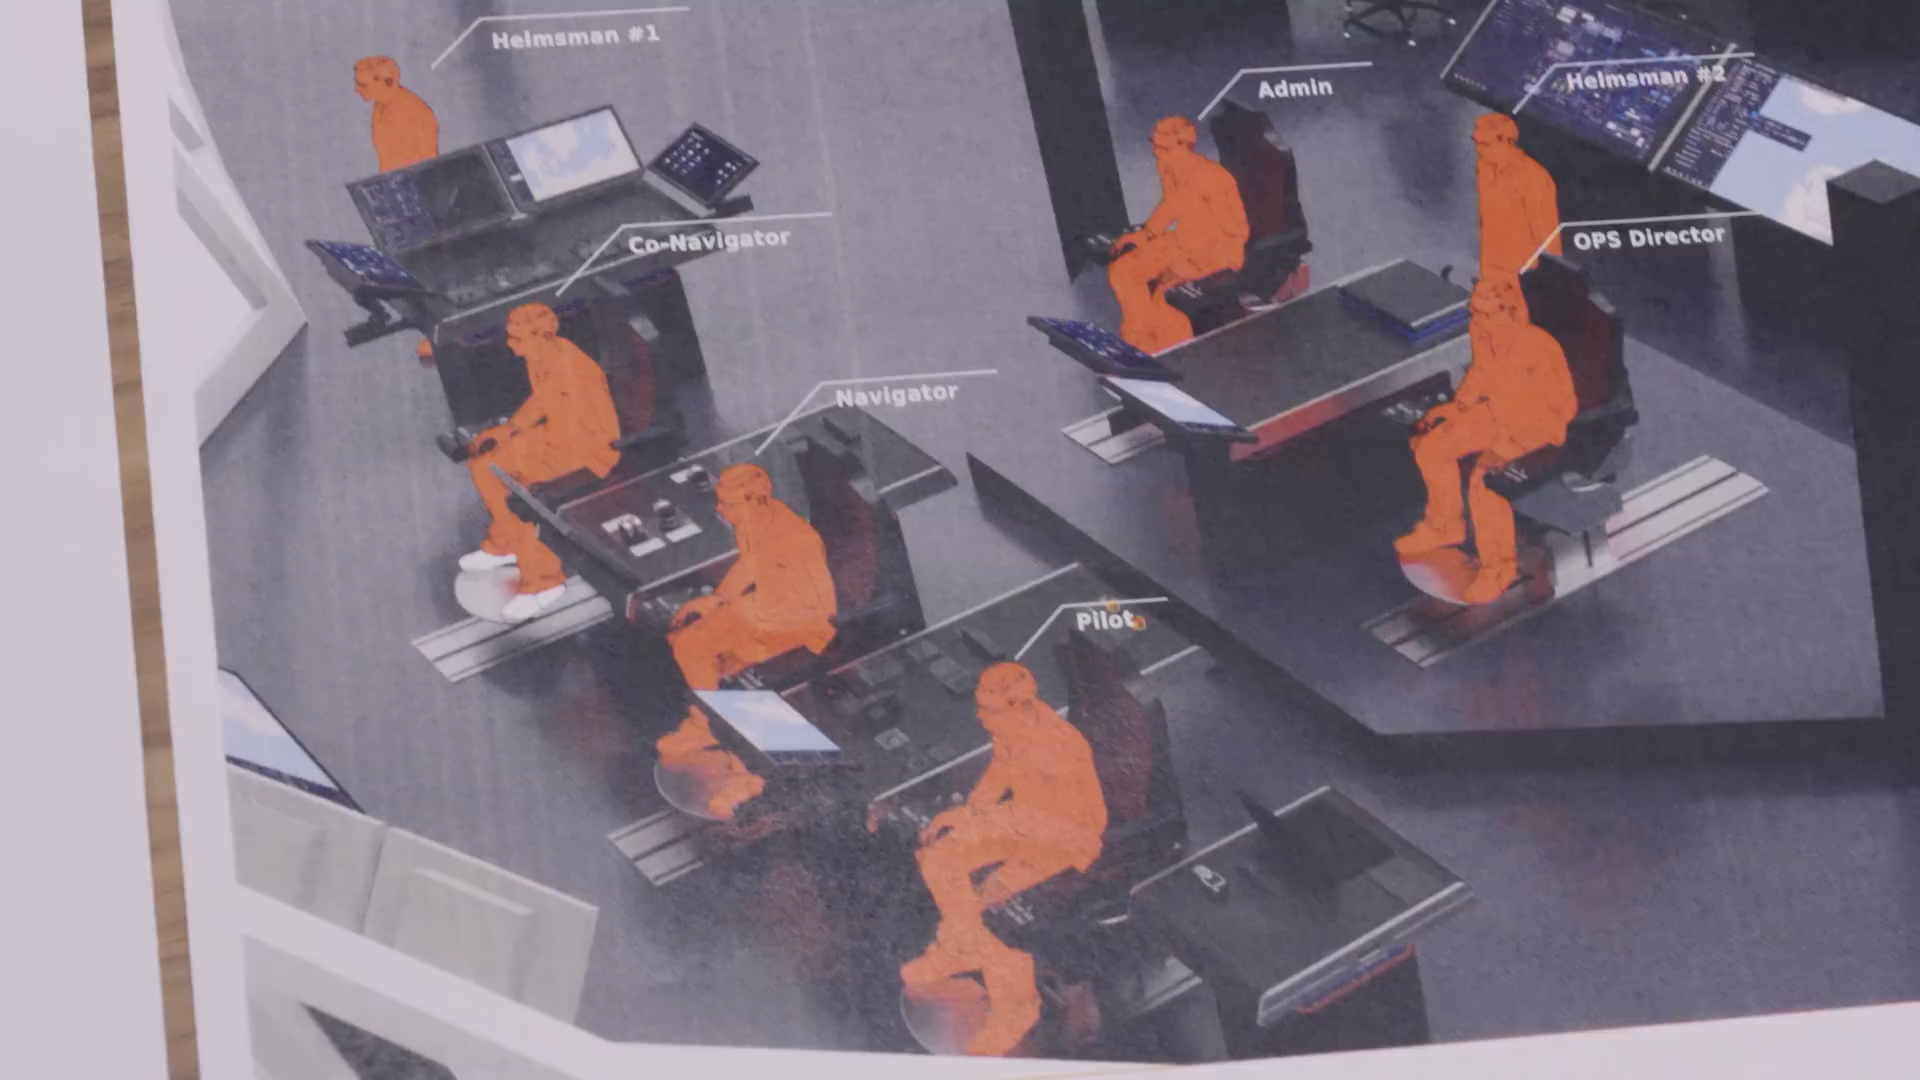 Helmsman #1
Admin
Helmsman #2
Co-Navigator
OPS Director
Navigator
Pilot